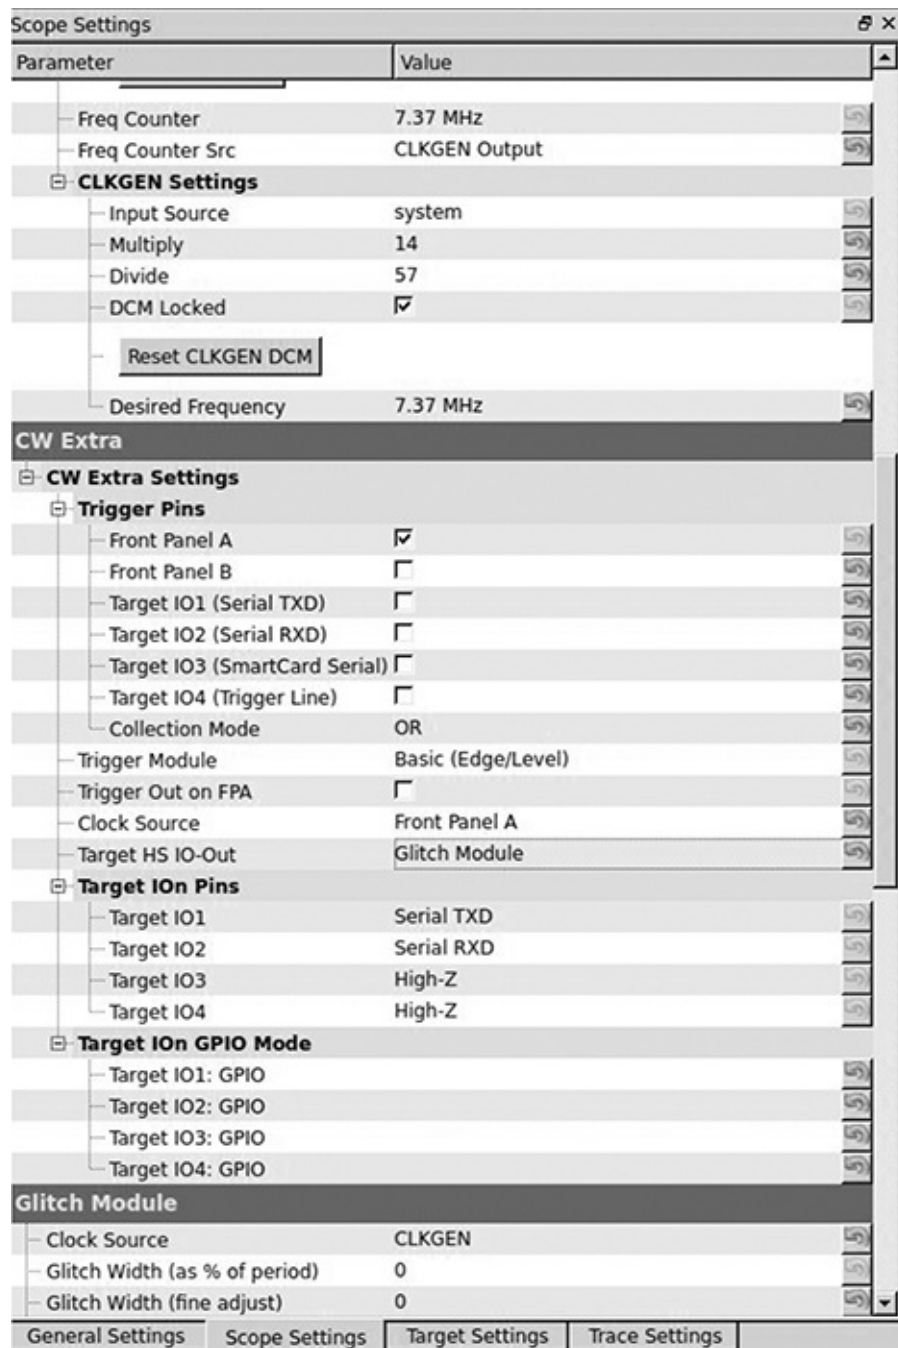 Scope Settings
Parameter Value
Freq Counter 7.37 MHz
Freq Counter Src CLKGEN Output
CLKGEN Settings
Input Source system
Multiply 14
Divide 57
DCM Locked
Reset CLKGEN DCM
Desired Frequency 7.37 MHz
CW Extra
CW Extra Settings
Trigger Pins
Front Panel A
Front Panel B
Target IO1 (Serial TXD)
Target IO2 (Serial RXD)
Target IO3 (SmartCard Serial)
Target IO4 (Trigger Line)
Collection Mode OR
Trigger Module Basic (Edge/Level)
Trigger Out on FPA
Clock Source Front Panel A
Target HS IO-Out Glitch Module
Target IOn Pins
Target IO1 Serial TXD
Target IO2 Serial RXD
Target IO3 High-Z
Target IO4 High-Z
Target IOn GPIO Mode
Target IO1: GPIO
Target IO2: GPIO
Target IO3: GPIO
Target IO4: GPIO
Glitch Module
Clock Source CLKGEN
Glitch Width (as % of period) 0
Glitch Width (fine adjust) 0
General Settings Scope Settings Target Settings Trace Settings